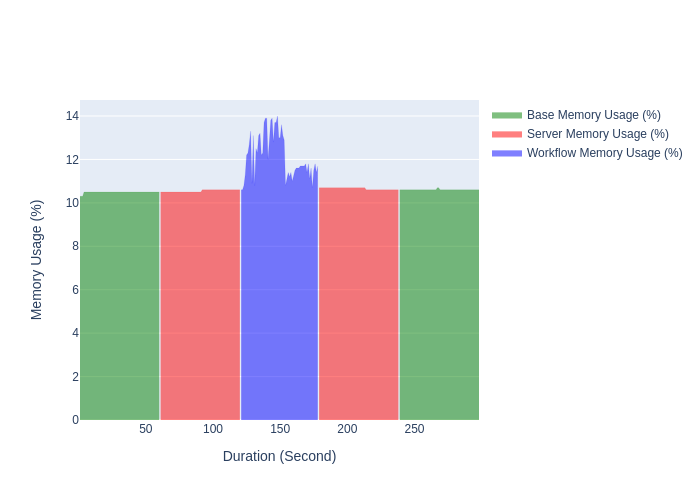 14
12
10
8
6
4
2
0
50
100
150
200
250
Duration (Second)
Memory Usage (%)
Base Memory Usage (%)
Server Memory Usage (%)
Workflow Memory Usage (%)